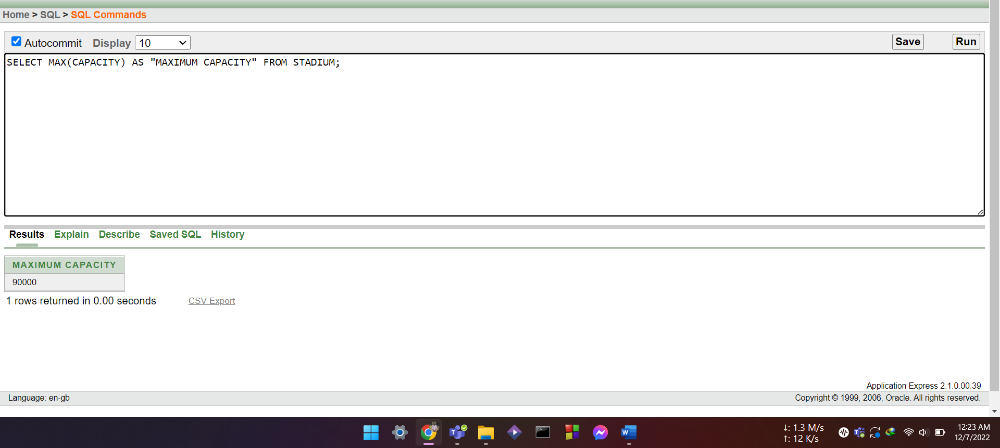 Home > SQL > SQL Commands
Autocommit Display 10 Save Run
SELECT MAX(CAPACITY) AS "MAXIMUM CAPACITY" FROM STADIUM;
Results Explain Describe Saved SQL History
MAXIMUM CAPACITY
90000
1 rows returned in 0.00 seconds CSV Export
Application Express 2.1.0.00.39
Language: en-gb Copyright © 1999, 2006, Oracle. All rights reserved.
↓: 1.3 M/s 12:23 AM
↑: 12 K/s 12/7/2022